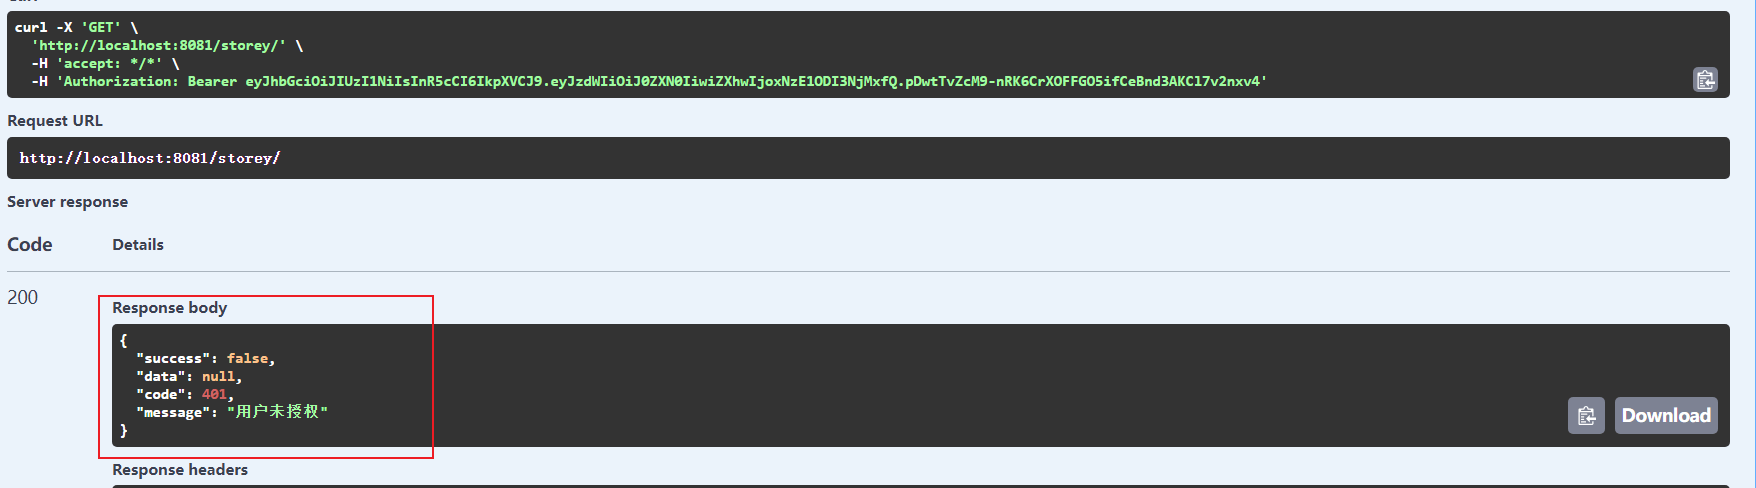 curl -X 'GET' \
'http://localhost:8081/storey/' \
-H 'accept: */*' \
-H 'Authorization: Bearer eyJhbGciOiJIUzI1NiIsInR5cCI6IkpXVCJ9.eyJzdWIiOiJ0ZXN0IiwiZXhwIjoxNzE1ODI3NjMxfQ.pDwtTvZcM9-nRK6CrXOFFGO5ifCeBnd3AKCl7v2nxv4'
Request URL
http://localhost:8081/storey/
Server response
Code Details
200
Response body
{
"success": false,
"data": null,
"code": 401,
"message": "用户未授权"
}
Download
Response headers